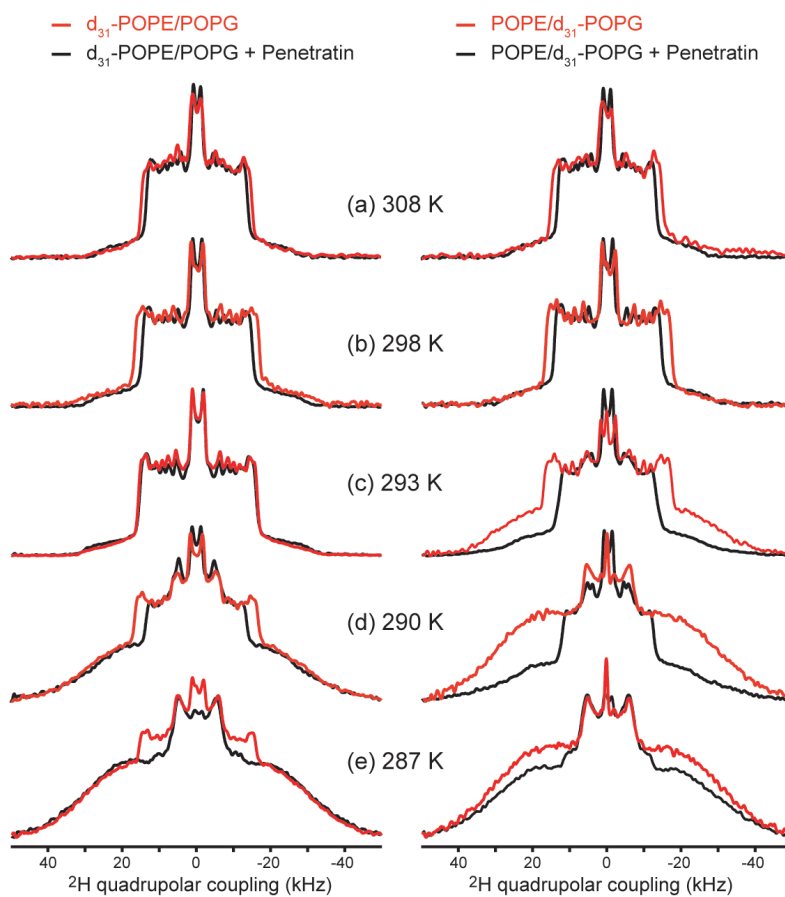 d₃₁-POPE/POPG
d₃₁-POPE/POPG + Penetratin
POPE/d₃₁-POPG
POPE/d₃₁-POPG + Penetratin
(a) 308 K
(b) 298 K
(c) 293 K
(d) 290 K
(e) 287 K
40 20 0 -20 -40
²H quadrupolar coupling (kHz)
40 20 0 -20 -40
²H quadrupolar coupling (kHz)